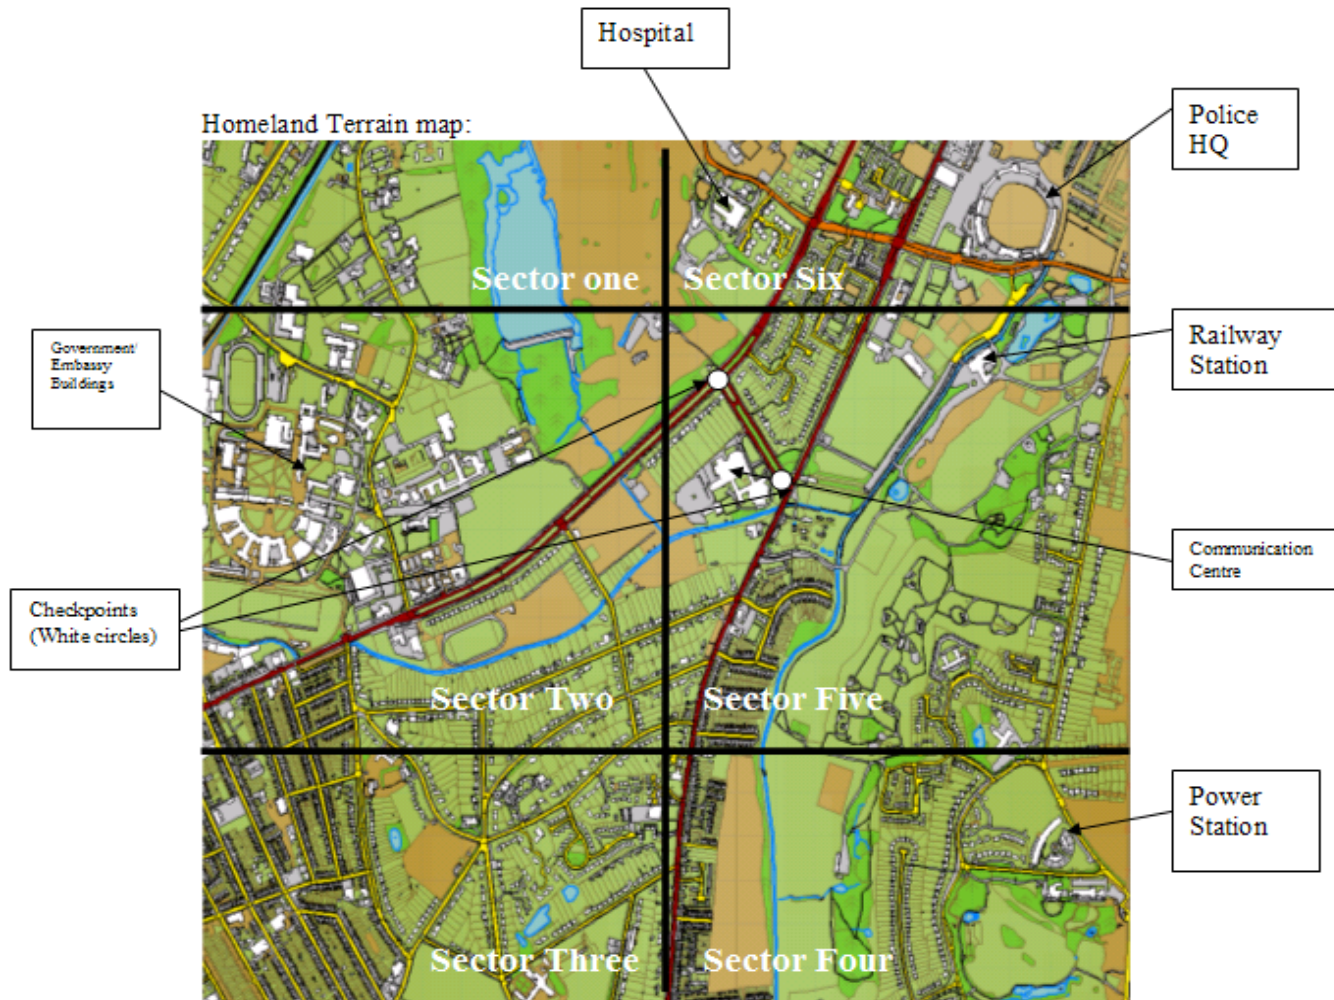 Hospital
Police
HQ
Homeland Terrain map:
Sector one
Sector Six
Government/
Embassy
Buildings
Railway
Station
Communication
Centre
Checkpoints
(White circles)
Sector Two
Sector Five
Power
Station
Sector Three
Sector Four